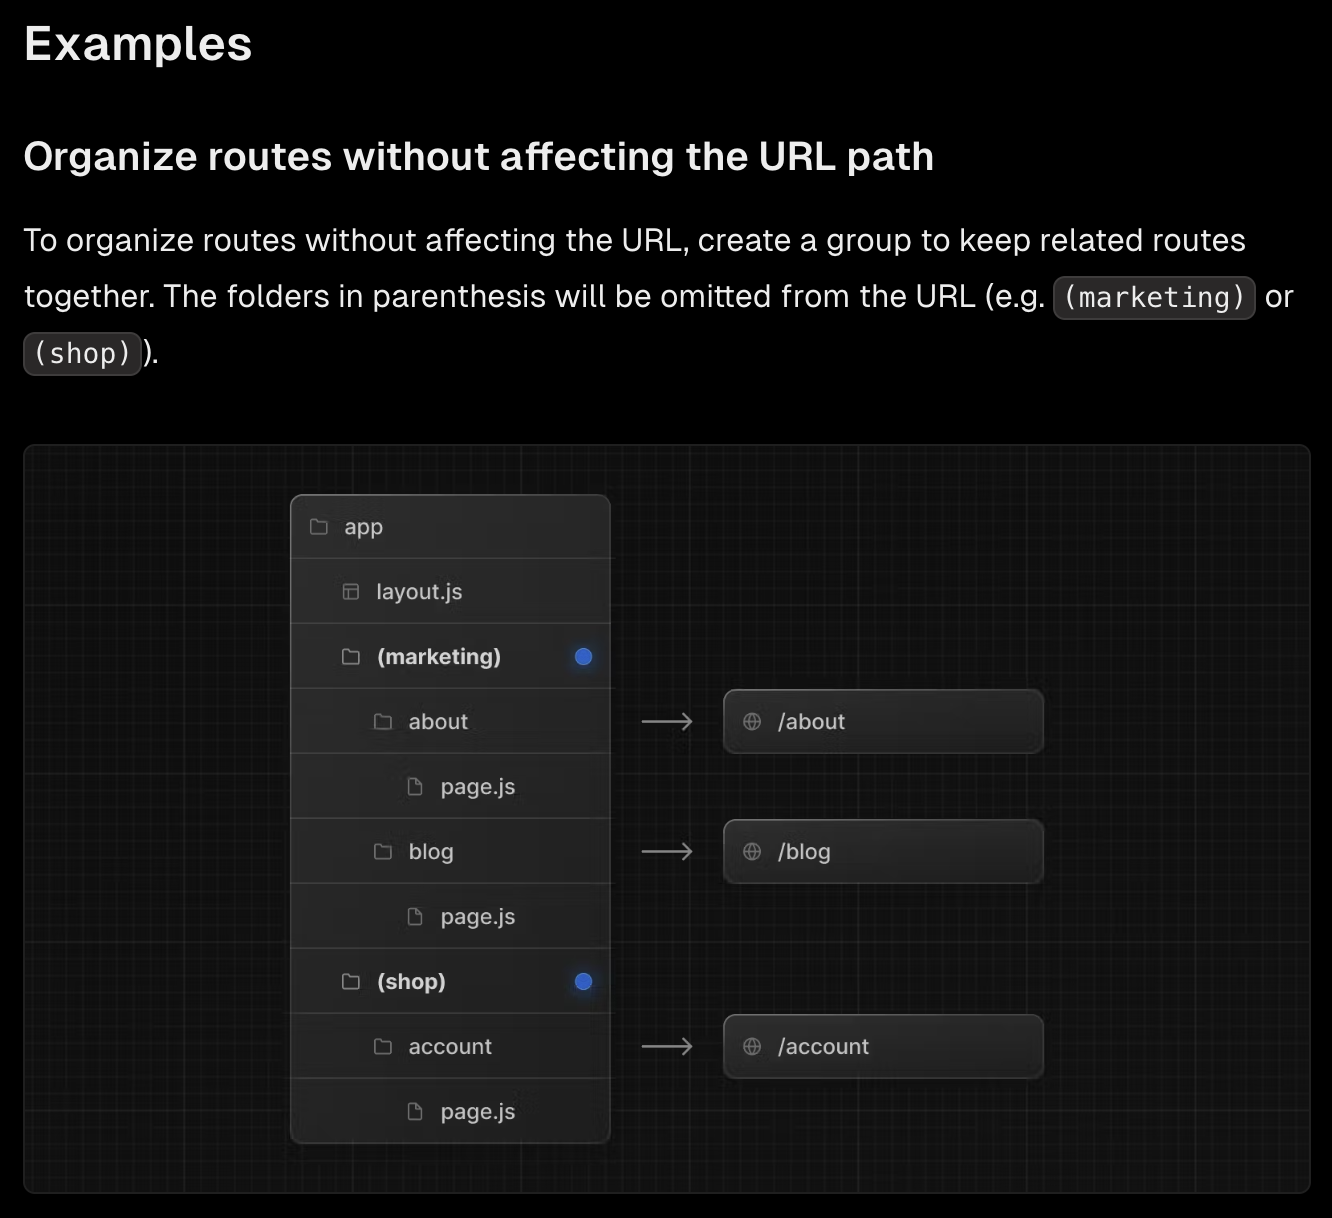 Examples
Organize routes without affecting the URL path
To organize routes without affecting the URL, create a group to keep related routes
together. The folders in parenthesis will be omitted from the URL (e.g. (marketing) or
(shop)).
app
layout.js
(marketing)
about
/about
page.js
blog
/blog
page.js
(shop)
account
/account
page.js